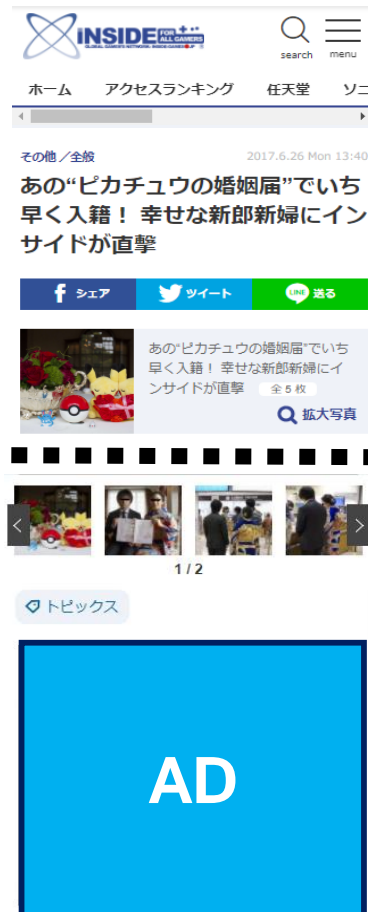 INSIDE FOR ALL GAMERS
GLOBAL GAMERS NETWORK. INSIDE-GAMES.JP
search
menu
ホーム アクセスランキング 任天堂 ソニ
その他/全般
2017.6.26 Mon 13:40
あの“ピカチュウの婚姻届”でいち
早く入籍！ 幸せな新郎新婦にイン
サイドが直撃
シェア
ツイート
LINE 送る
あの“ピカチュウの婚姻届”でいち
早く入籍！ 幸せな新郎新婦にイ
ンサイドが直撃 全 5 枚
拡大写真
1 / 2
トピックス
AD